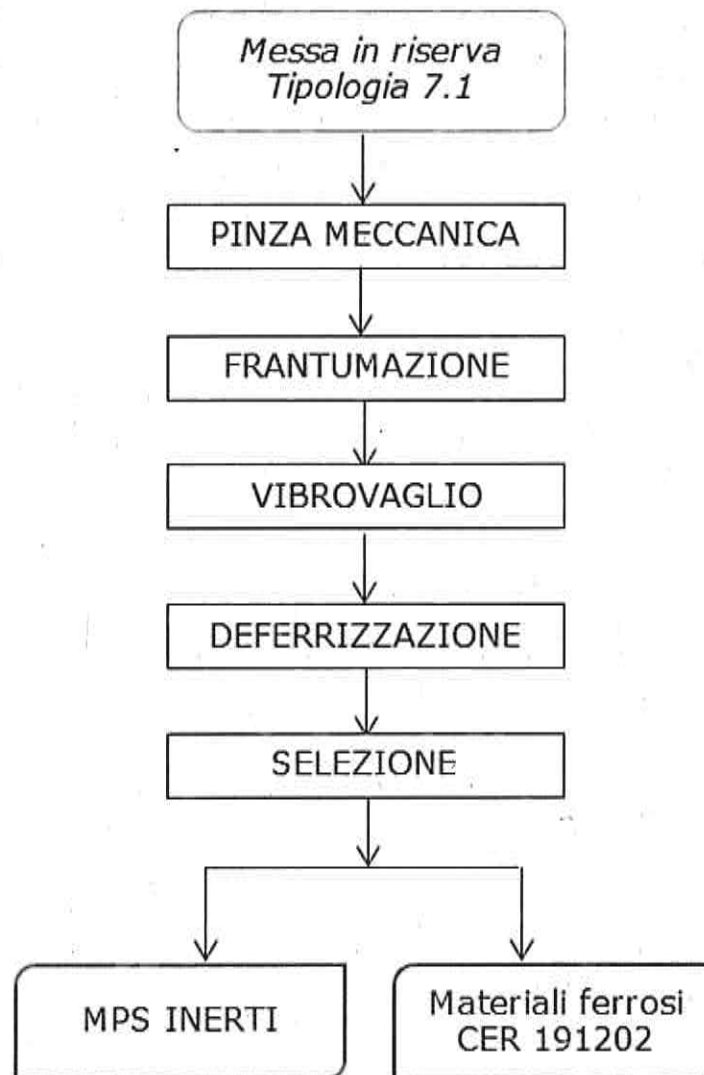 Messa in riserva
Tipologia 7.1
PINZA MECCANICA
FRANTUMAZIONE
VIBROVAGLIO
DEFERRIZZAZIONE
SELEZIONE
MPS INERTI
Materiali ferrosi
CER 191202